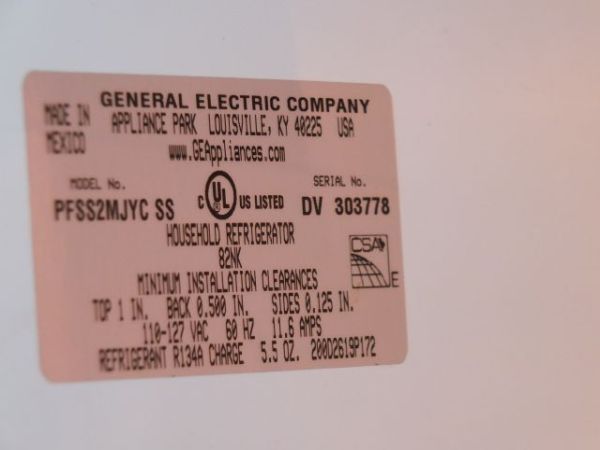 GENERAL ELECTRIC COMPANY
MADE IN MEXICO
APPLIANCE PARK LOUISVILLE, KY 40225 USA
www.GEAppliances.com
MODEL No.
SERIAL No.
PFSS2MJYC SS
C UL US LISTED
DV 303778
HOUSEHOLD REFRIGERATOR
82NK
CSA
E
MINIMUM INSTALLATION CLEARANCES
TOP 1 IN. BACK 0.500 IN. SIDES 0.125 IN.
110-127 VAC 60 HZ 11.6 AMPS
REFRIGERANT R134A CHARGE 5.5 OZ. 200D2619P172